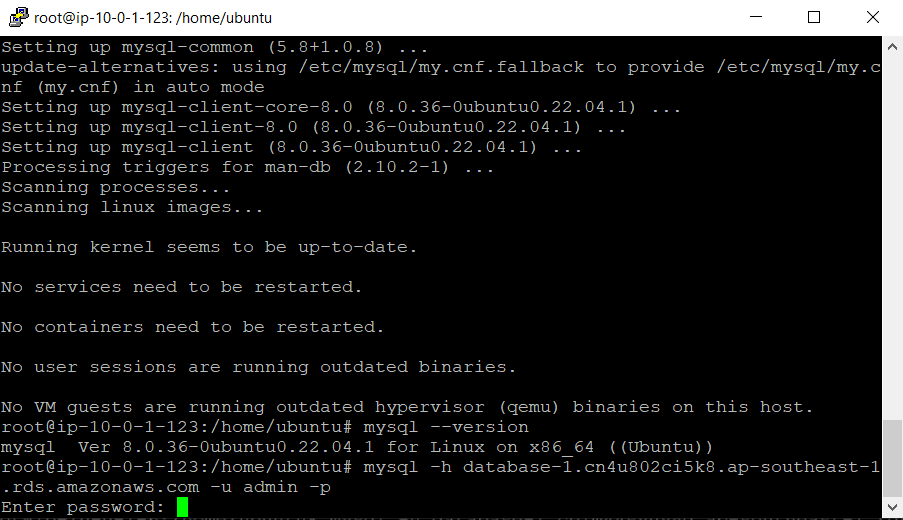 root@ip-10-0-1-123: /home/ubuntu
Setting up mysql-common (5.8+1.0.8) ...
update-alternatives: using /etc/mysql/my.cnf.fallback to provide /etc/mysql/my.c
nf (my.cnf) in auto mode
Setting up mysql-client-core-8.0 (8.0.36-0ubuntu0.22.04.1) ...
Setting up mysql-client-8.0 (8.0.36-0ubuntu0.22.04.1) ...
Setting up mysql-client (8.0.36-0ubuntu0.22.04.1) ...
Processing triggers for man-db (2.10.2-1) ...
Scanning processes...
Scanning linux images...
Running kernel seems to be up-to-date.
No services need to be restarted.
No containers need to be restarted.
No user sessions are running outdated binaries.
No VM guests are running outdated hypervisor (qemu) binaries on this host.
root@ip-10-0-1-123:/home/ubuntu# mysql --version
mysql  Ver 8.0.36-0ubuntu0.22.04.1 for Linux on x86_64 ((Ubuntu))
root@ip-10-0-1-123:/home/ubuntu# mysql -h database-1.cn4u802ci5k8.ap-southeast-1
.rds.amazonaws.com -u admin -p
Enter password: